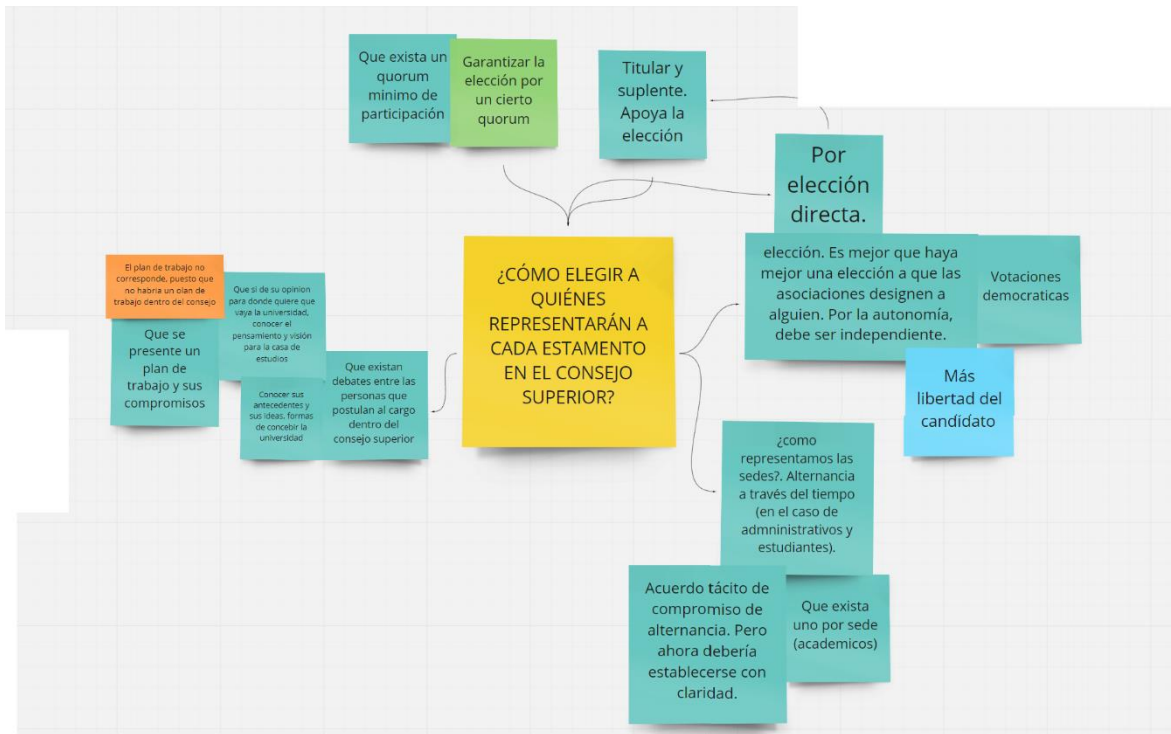 Que exista un
quorum
minimo de
participación
Garantizar la
elección por
un cierto
quorum
Titular y
suplente.
Apoya la
elección
Por
elección
directa.
elección. Es mejor que haya
mejor una elección a que las
asociaciones designen a
alguien. Por la autonomía,
debe ser independiente.
Votaciones
democraticas
Más
libertad del
candidato
¿CÓMO ELEGIR A
QUIÉNES
REPRESENTARÁN A
CADA ESTAMENTO
EN EL CONSEJO
SUPERIOR?
El plan de trabajo no
corresponde, puesto que
no habria un olan de
trabajo dentro del consejo
Que si de su opinion
para donde quiere que
vaya la universidad,
conocer el
pensamiento y visión
para la casa de
estudios
Que se
presente un
plan de
trabajo y sus
compromisos
Conocer sus
antecedentes y
sus ideas, formas
de concebir la
universidad
Que existan
debates entre las
personas que
postulan al cargo
dentro del
consejo superior
¿como
representamos las
sedes?. Alternancia
a través del tiempo
(en el caso de
admninistrativos y
estudiantes).
Acuerdo tácito de
compromiso de
alternancia. Pero
ahora debería
establecerse con
claridad.
Que exista
uno por sede
(academicos)